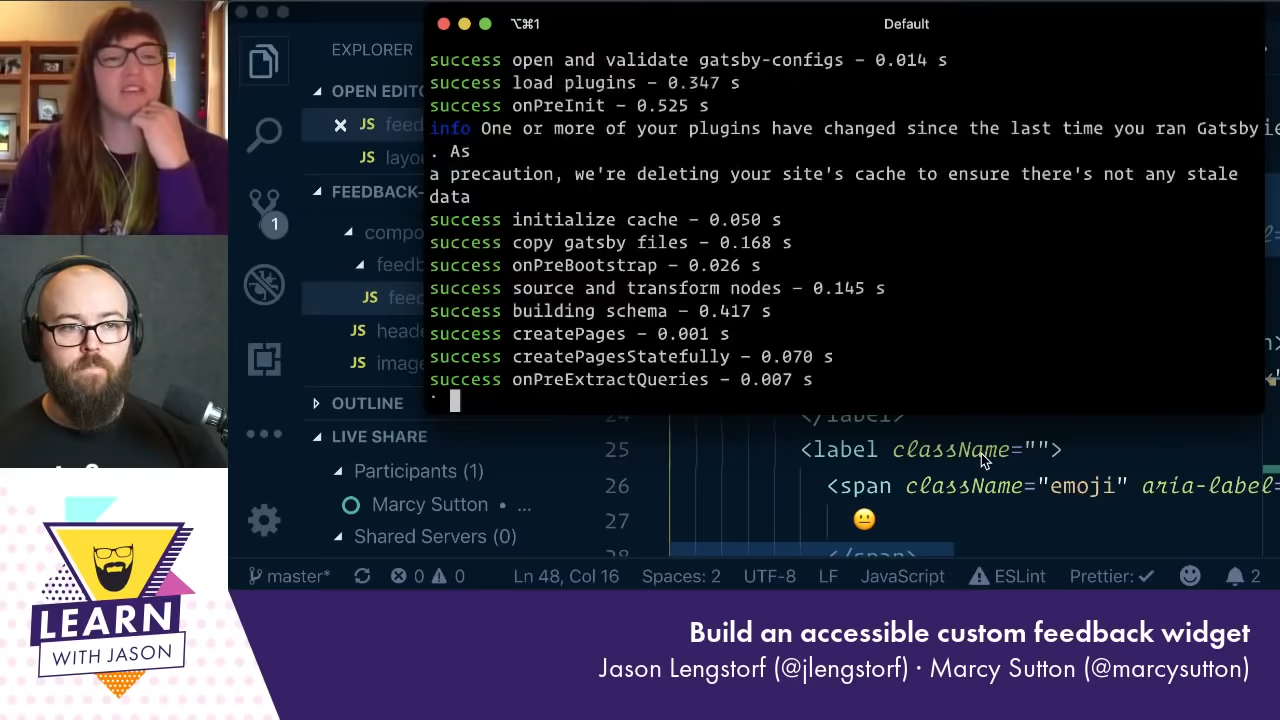 ⌥⌘1
Default
success open and validate gatsby-configs — 0.014 s
success load plugins — 0.347 s
success onPreInit — 0.525 s
info One or more of your plugins have changed since the last time you ran Gatsby
. As
a precaution, we're deleting your site's cache to ensure there's not any stale
data
success initialize cache — 0.050 s
success copy gatsby files — 0.168 s
success onPreBootstrap — 0.026 s
success source and transform nodes — 0.145 s
success building schema — 0.417 s
success createPages — 0.001 s
success createPagesStatefully — 0.070 s
success onPreExtractQueries — 0.007 s
EXPLORER
OPEN EDITO
JS feed
JS layou
FEEDBACK-
compo
feedb
JS feed
JS heade
JS image
1
OUTLINE
LIVE SHARE
Participants (1)
Marcy Sutton • ...
Shared Servers (0)
</label>
25 <label className="">
26 <span className="emoji" aria-label=
27 😐
28 </span>
master* 0 0 Ln 48, Col 16 Spaces: 2 UTF-8 LF JavaScript ESLint Prettier: ✓ 2
LEARN
WITH JASON
Build an accessible custom feedback widget
Jason Lengstorf (@jlengstorf) · Marcy Sutton (@marcysutton)